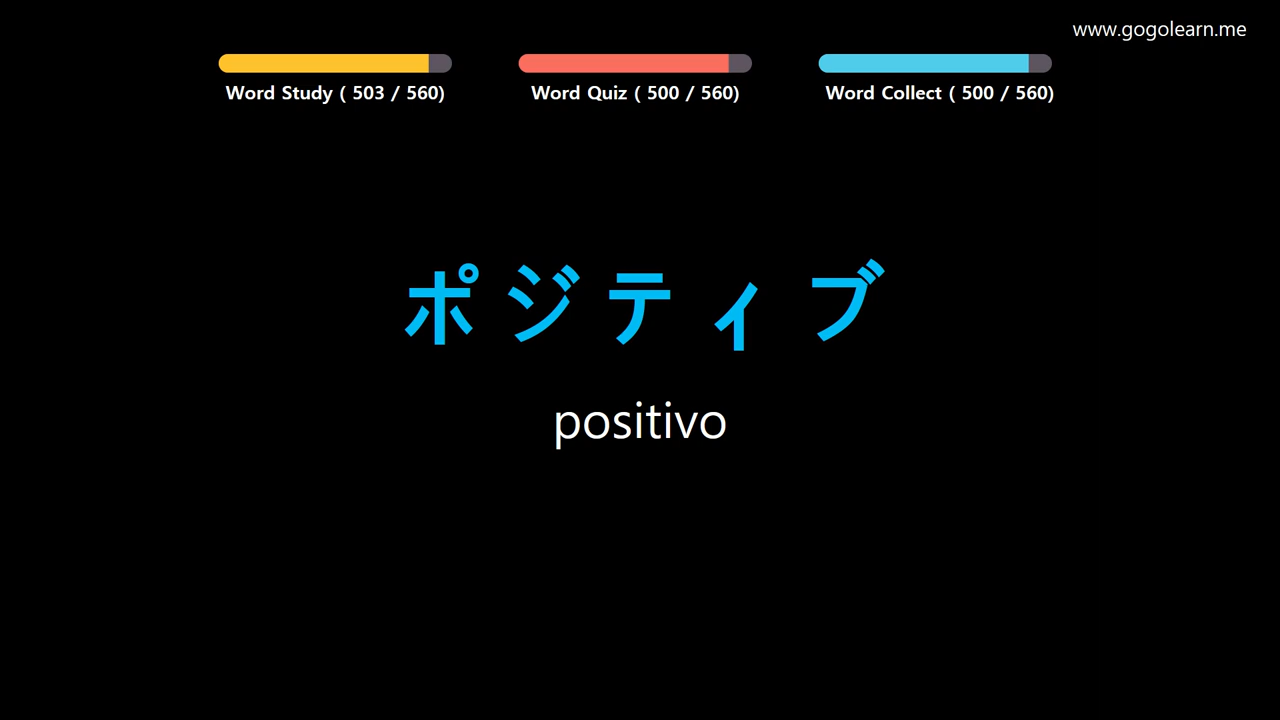 www.gogolearn.me
Word Study ( 503 / 560)
Word Quiz ( 500 / 560)
Word Collect ( 500 / 560)
ポジティブ
positivo